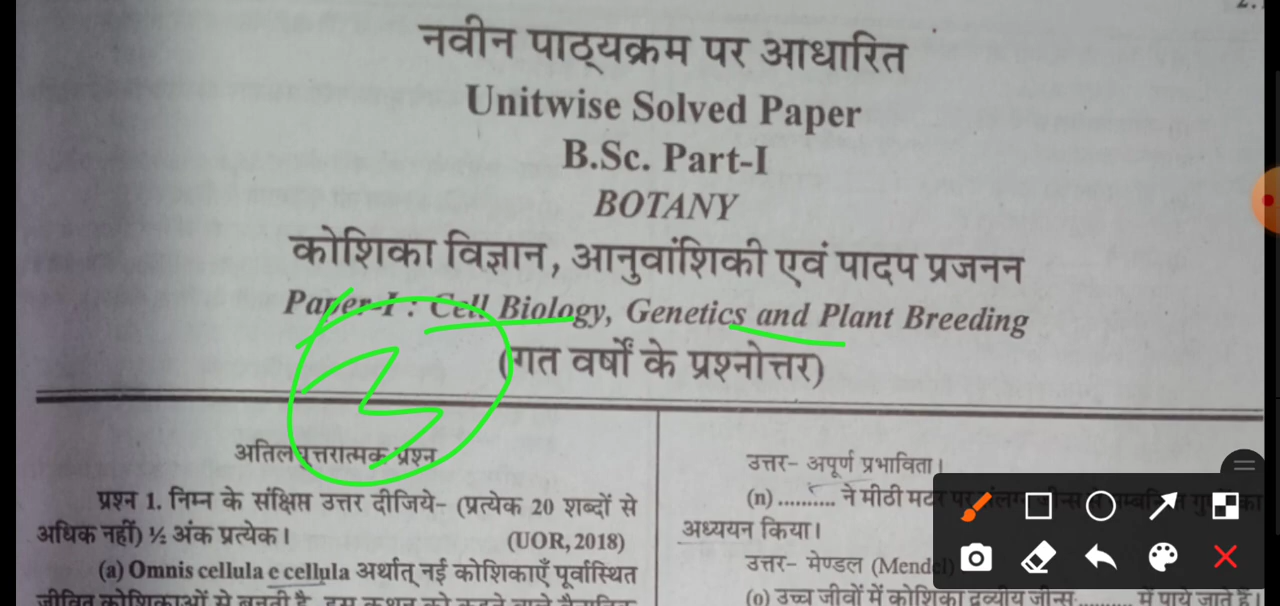 नवीन पाठ्यक्रम पर आधारित
Unitwise Solved Paper
B.Sc. Part-I
BOTANY
कोशिका विज्ञान, आनुवांशिकी एवं पादप प्रजनन
Paper-I : Cell Biology, Genetics and Plant Breeding
(गत वर्षों के प्रश्नोत्तर)
अतिलघुत्तरात्मक प्रश्न
प्रश्न 1. निम्न के संक्षिप्त उत्तर दीजिये- (प्रत्येक 20 शब्दों से
अधिक नहीं) ½ अंक प्रत्येक।
(UOR, 2018)
(a) Omnis cellula e cellula अर्थात् नई कोशिकाएँ पूर्वास्थित
जीवित कोशिकाओं से बनती है
उत्तर- अपूर्ण प्रभाविता।
(n) .......... ने मीठी मटर पर
अध्ययन किया।
उत्तर- मेण्डल (Mendel)
(o) उच्च जीवों में कोशिका द्रव्यीय जीन्स .......... में पाये जाते हैं।